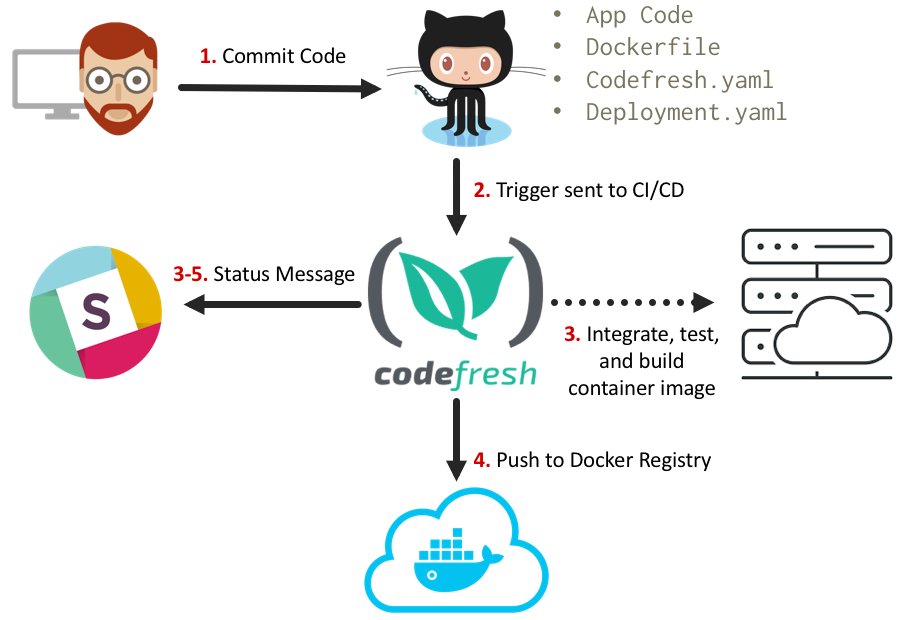 1. Commit Code
• App Code
• Dockerfile
• Codefresh.yaml
• Deployment.yaml
2. Trigger sent to CI/CD
3-5. Status Message
S
codefresh
3. Integrate, test,
and build
container image
4. Push to Docker Registry